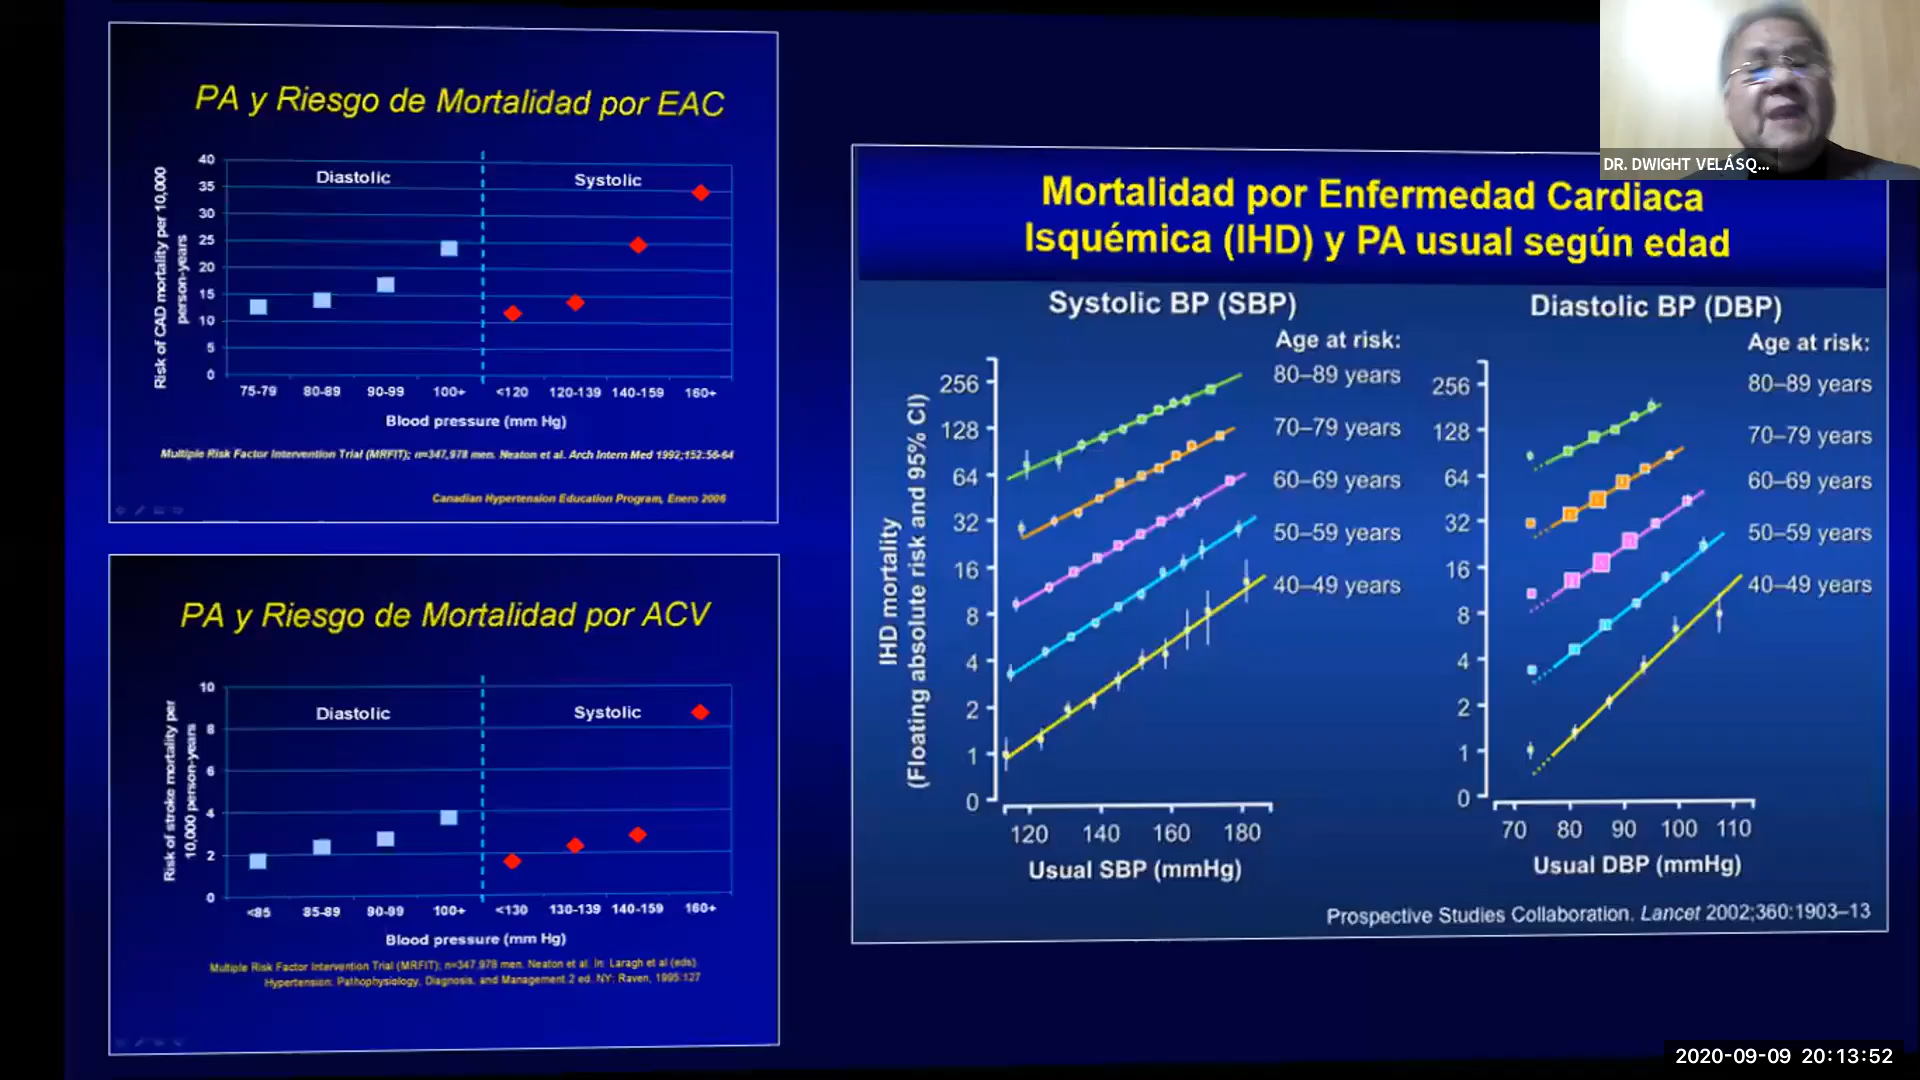 PA y Riesgo de Mortalidad por EAC
Risk of CAD mortality per 10,000
person-years
40
35
30
25
20
15
10
5
0
Diastolic
Systolic
75-79 80-89 90-99 100+ <120 120-139 140-159 160+
Blood pressure (mm Hg)
Multiple Risk Factor Intervention Trial (MRFIT); n=347,978 men. Neaton et al. Arch Intern Med 1992;152:56-64
Canadian Hypertension Education Program, Enero 2006
PA y Riesgo de Mortalidad por ACV
Risk of stroke mortality per
10,000 person-years
10
8
6
4
2
0
Diastolic
Systolic
<85 85-89 90-99 100+ <130 130-139 140-159 160+
Blood pressure (mm Hg)
Multiple Risk Factor Intervention Trial (MRFIT); n=347,978 men. Neaton et al. In: Laragh et al (eds).
Hypertension: Pathophysiology, Diagnosis, and Management.2 ed. NY: Raven, 1995:127
DR. DWIGHT VELÁSQ...
Mortalidad por Enfermedad Cardiaca
Isquémica (IHD) y PA usual según edad
Systolic BP (SBP)
IHD mortality
(Floating absolute risk and 95% CI)
256
128
64
32
16
8
4
2
1
0
Age at risk:
80–89 years
70–79 years
60–69 years
50–59 years
40–49 years
120 140 160 180
Usual SBP (mmHg)
Diastolic BP (DBP)
256
128
64
32
16
8
4
2
1
0
Age at risk:
80–89 years
70–79 years
60–69 years
50–59 years
40–49 years
70 80 90 100 110
Usual DBP (mmHg)
Prospective Studies Collaboration. Lancet 2002;360:1903–13
2020-09-09 20:13:52